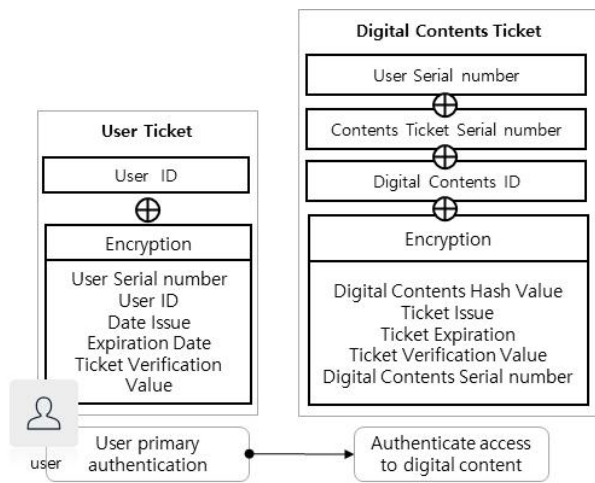 User Ticket
User ID
Encryption
User Serial number
User ID
Date Issue
Expiration Date
Ticket Verification
Value
Digital Contents Ticket
User Serial number
Contents Ticket Serial number
Digital Contents ID
Encryption
Digital Contents Hash Value
Ticket Issue
Ticket Expiration
Ticket Verification Value
Digital Contents Serial number
user
User primary
authentication
Authenticate access
to digital content